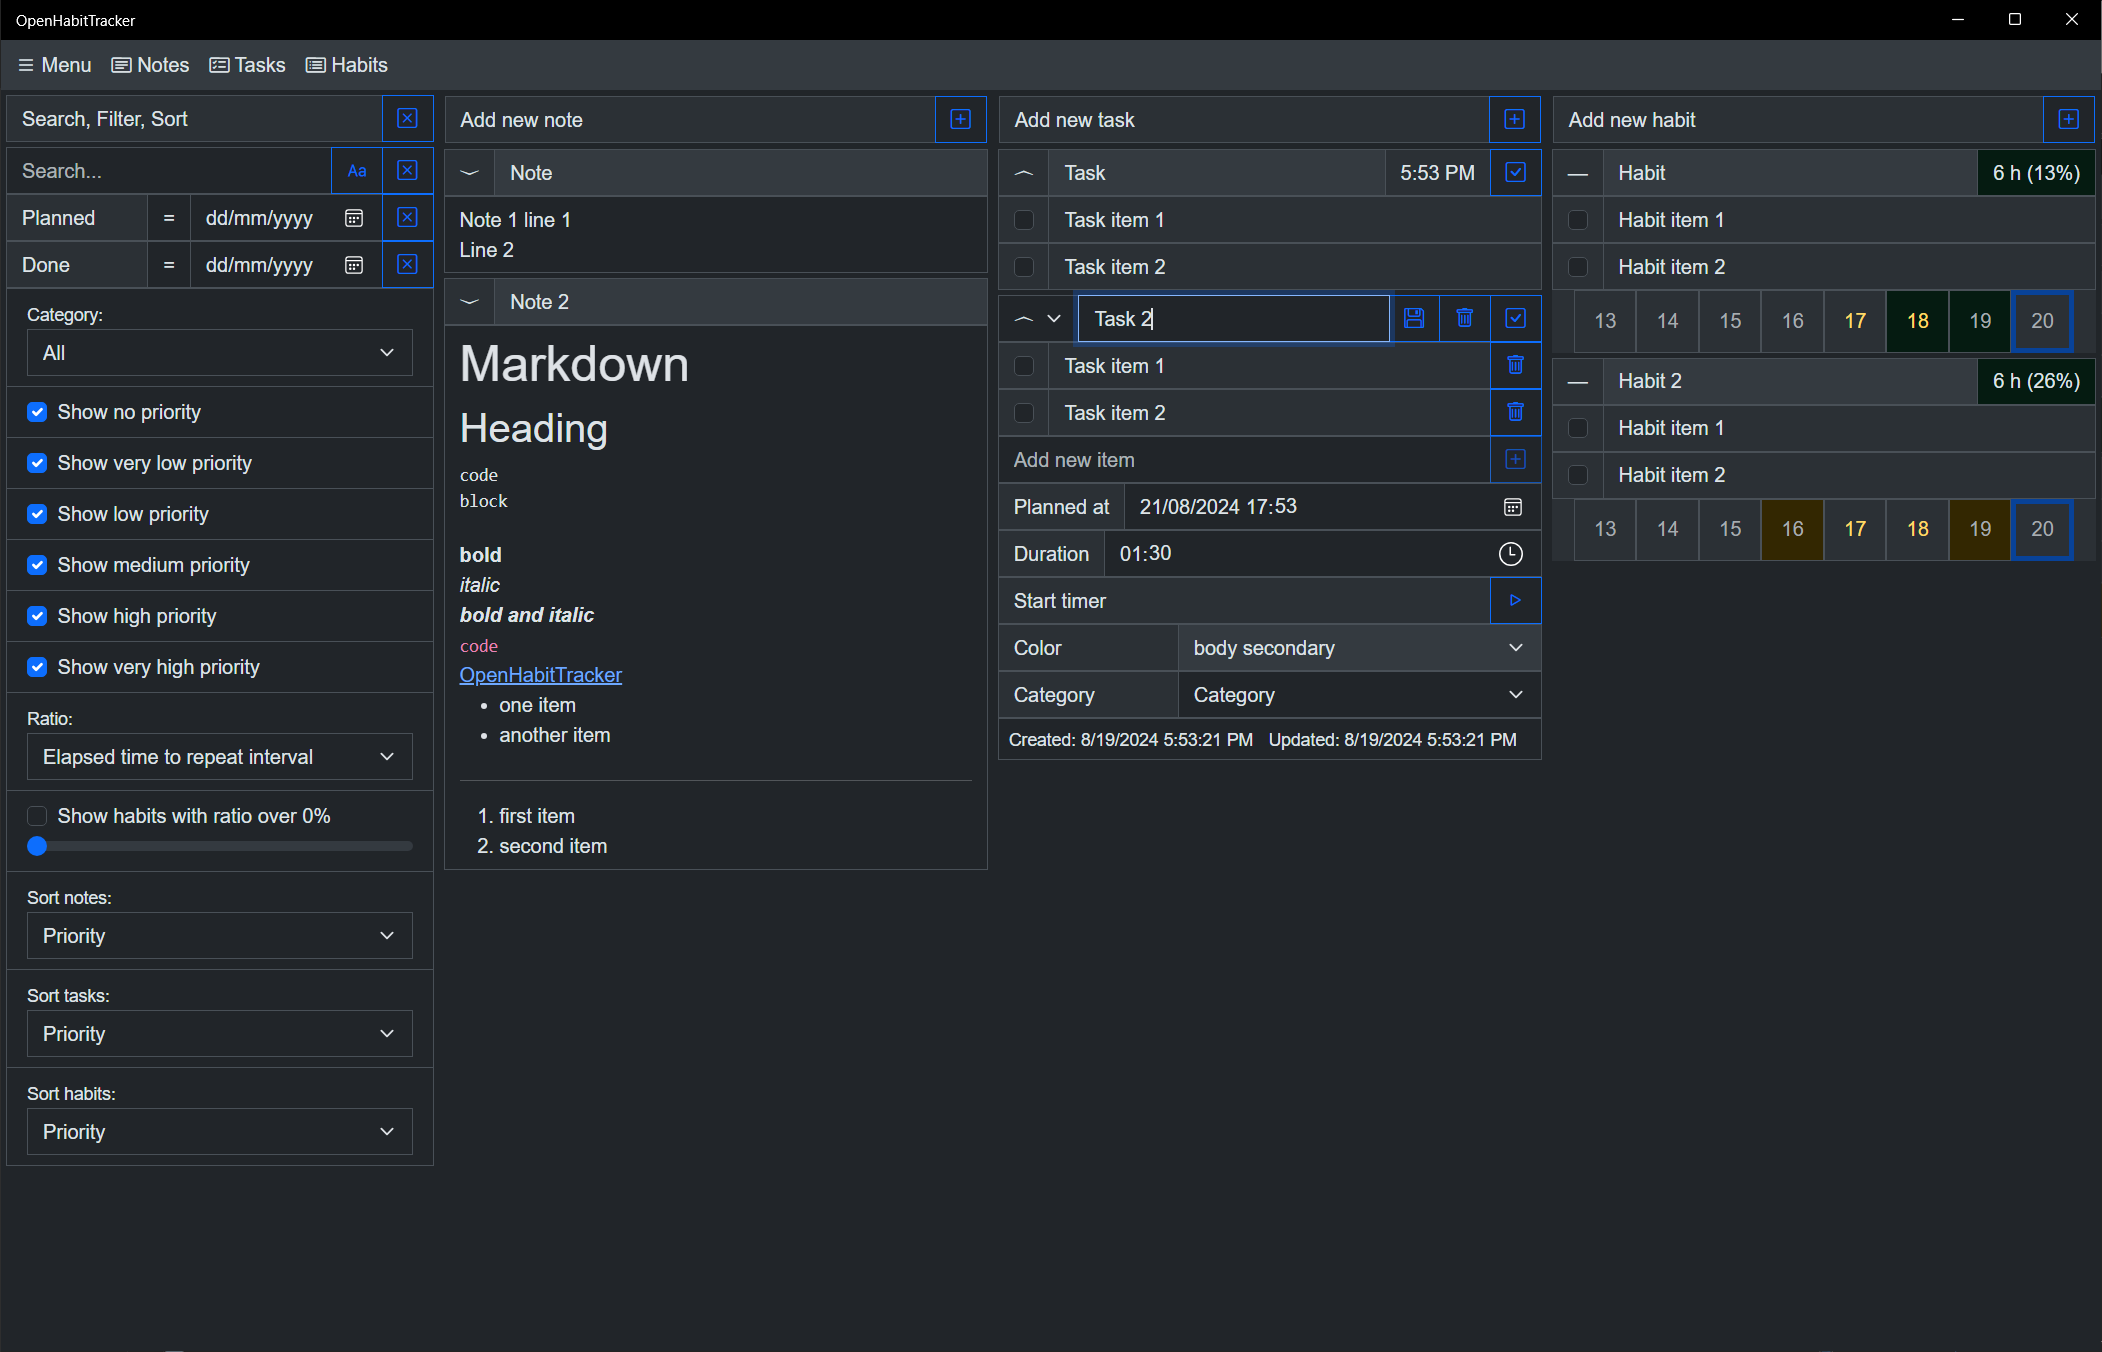 OpenHabitTracker
Menu Notes Tasks Habits
Search, Filter, Sort
Search... Aa
Planned = dd/mm/yyyy
Done = dd/mm/yyyy
Category:
All
Show no priority
Show very low priority
Show low priority
Show medium priority
Show high priority
Show very high priority
Ratio:
Elapsed time to repeat interval
Show habits with ratio over 0%
Sort notes:
Priority
Sort tasks:
Priority
Sort habits:
Priority
Add new note
Note
Note 1 line 1
Line 2
Note 2
Markdown
Heading
code
block
bold
italic
bold and italic
code
OpenHabitTracker
• one item
• another item
1. first item
2. second item
Add new task
Task 5:53 PM
Task item 1
Task item 2
Task 2
Task item 1
Task item 2
Add new item
Planned at 21/08/2024 17:53
Duration 01:30
Start timer
Color body secondary
Category Category
Created: 8/19/2024 5:53:21 PM Updated: 8/19/2024 5:53:21 PM
Add new habit
Habit 6 h (13%)
Habit item 1
Habit item 2
13 14 15 16 17 18 19 20
Habit 2 6 h (26%)
Habit item 1
Habit item 2
13 14 15 16 17 18 19 20